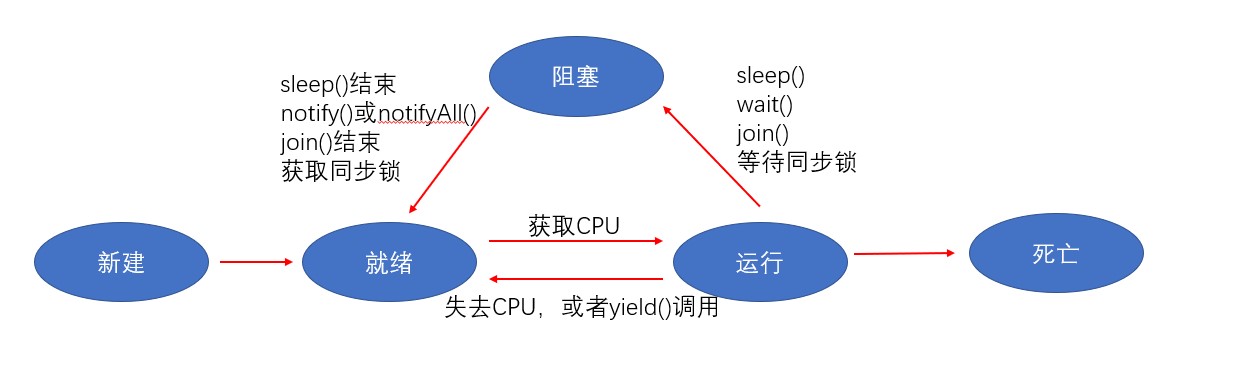 阻塞
sleep()结束
notify()或notifyAll()
join()结束
获取同步锁
sleep()
wait()
join()
等待同步锁
新建
就绪
获取CPU
运行
死亡
失去CPU，或者yield()调用